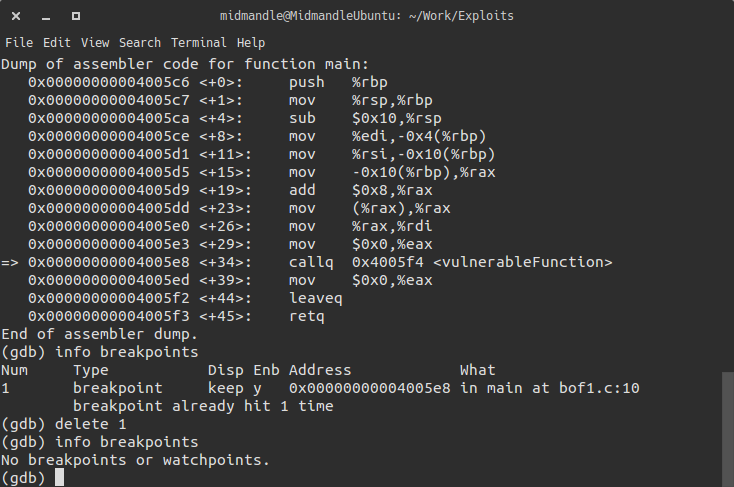 midmandle@MidmandleUbuntu: ~/Work/Exploits
File Edit View Search Terminal Help
Dump of assembler code for function main:
   0x00000000004005c6 <+0>:     push   %rbp
   0x00000000004005c7 <+1>:     mov    %rsp,%rbp
   0x00000000004005ca <+4>:     sub    $0x10,%rsp
   0x00000000004005ce <+8>:     mov    %edi,-0x4(%rbp)
   0x00000000004005d1 <+11>:    mov    %rsi,-0x10(%rbp)
   0x00000000004005d5 <+15>:    mov    -0x10(%rbp),%rax
   0x00000000004005d9 <+19>:    add    $0x8,%rax
   0x00000000004005dd <+23>:    mov    (%rax),%rax
   0x00000000004005e0 <+26>:    mov    %rax,%rdi
   0x00000000004005e3 <+29>:    mov    $0x0,%eax
=> 0x00000000004005e8 <+34>:    callq  0x4005f4 <vulnerableFunction>
   0x00000000004005ed <+39>:    mov    $0x0,%eax
   0x00000000004005f2 <+44>:    leaveq
   0x00000000004005f3 <+45>:    retq
End of assembler dump.
(gdb) info breakpoints
Num     Type           Disp Enb Address            What
1       breakpoint     keep y   0x00000000004005e8 in main at bof1.c:10
        breakpoint already hit 1 time
(gdb) delete 1
(gdb) info breakpoints
No breakpoints or watchpoints.
(gdb)